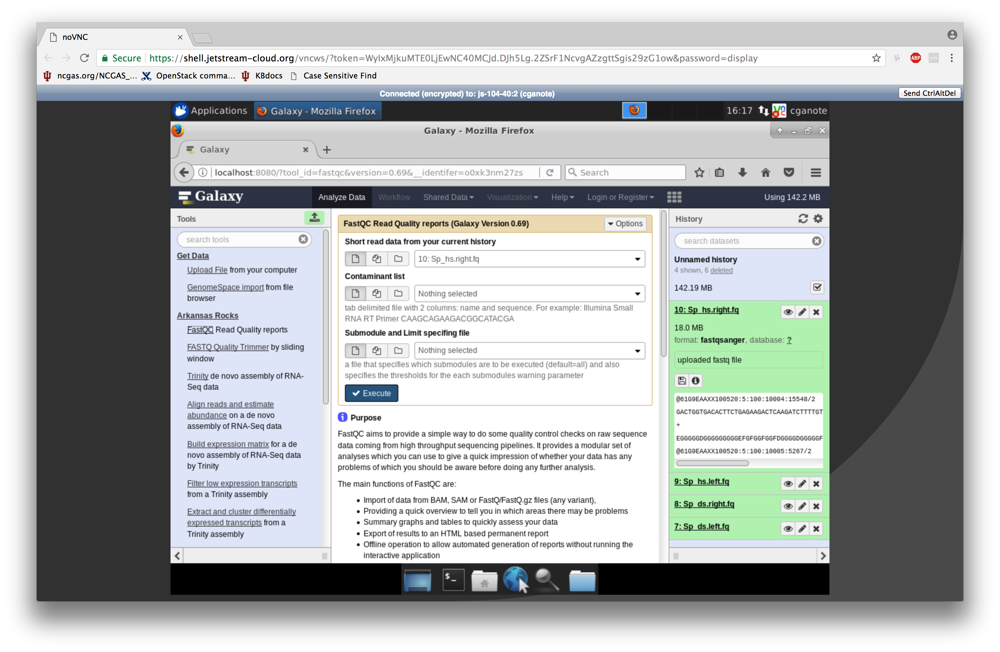 noVNC
Secure https://shell.jetstream-cloud.org/vncws/?token=WyIxMjkuMTE0LjEwNC40MCJd.DJh5Lg.2ZSrF1NcvgAZzgttSgis29zG1ow&password=display
ABP
ncgas.org/NCGAS_... OpenStack comma... KBdocs Case Sensitive Find
Connected (encrypted) to: js-104-40:2 (cganote)
Send CtrlAltDel
Applications Galaxy - Mozilla Firefox 16:17 cganote
Galaxy - Mozilla Firefox
Galaxy
localhost:8080/?tool_id=fastqc&version=0.69&__identifer=o0xk3nm27zs Search
Galaxy Analyze Data Workflow Shared Data Visualization Help Login or Register Using 142.2 MB
Tools
search tools
Get Data
Upload File from your computer
GenomeSpace import from file
browser
Arkansas Rocks
FastQC Read Quality reports
FASTQ Quality Trimmer by sliding
window
Trinity de novo assembly of RNA-
Seq data
Align reads and estimate
abundance on a de novo
assembly of RNA-Seq data
Build expression matrix for a de
novo assembly of RNA-Seq data
by Trinity
Filter low expression transcripts
from a Trinity assembly
Extract and cluster differentially
expressed transcripts from a
Trinity assembly
FastQC Read Quality reports (Galaxy Version 0.69) Options
Short read data from your current history
10: Sp_hs.right.fq
Contaminant list
Nothing selected
tab delimited file with 2 columns: name and sequence. For example: Illumina Small
RNA RT Primer CAAGCAGAAGACGGCATACGA
Submodule and Limit specifing file
Nothing selected
a file that specifies which submodules are to be executed (default=all) and also
specifies the thresholds for the each submodules warning parameter
Execute
Purpose
FastQC aims to provide a simple way to do some quality control checks on raw sequence
data coming from high throughput sequencing pipelines. It provides a modular set of
analyses which you can use to give a quick impression of whether your data has any
problems of which you should be aware before doing any further analysis.
The main functions of FastQC are:
• Import of data from BAM, SAM or FastQ/FastQ.gz files (any variant),
• Providing a quick overview to tell you in which areas there may be problems
• Summary graphs and tables to quickly assess your data
• Export of results to an HTML based permanent report
• Offline operation to allow automated generation of reports without running the
interactive application
History
search datasets
Unnamed history
4 shown, 6 deleted
142.19 MB
10: Sp_hs.right.fq
18.0 MB
format: fastqsanger, database: ?
uploaded fastq file
@61G9EAAXX100520:5:100:10004:15548/2
GACTGGTGACACTTCTGAGAAGACTCAAGATCTTTTGT
+
EGGGGGDGGGGGGGGGEFGFGGFGGFDGGGGDGGGGGF
@61G9EAAXX100520:5:100:10005:5267/2
9: Sp_hs.left.fq
8: Sp_ds.right.fq
7: Sp_ds.left.fq
$_